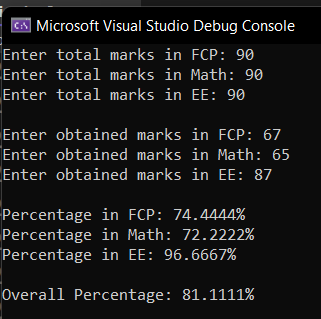 Microsoft Visual Studio Debug Console
Enter total marks in FCP: 90
Enter total marks in Math: 90
Enter total marks in EE: 90
Enter obtained marks in FCP: 67
Enter obtained marks in Math: 65
Enter obtained marks in EE: 87
Percentage in FCP: 74.4444%
Percentage in Math: 72.2222%
Percentage in EE: 96.6667%
Overall Percentage: 81.1111%